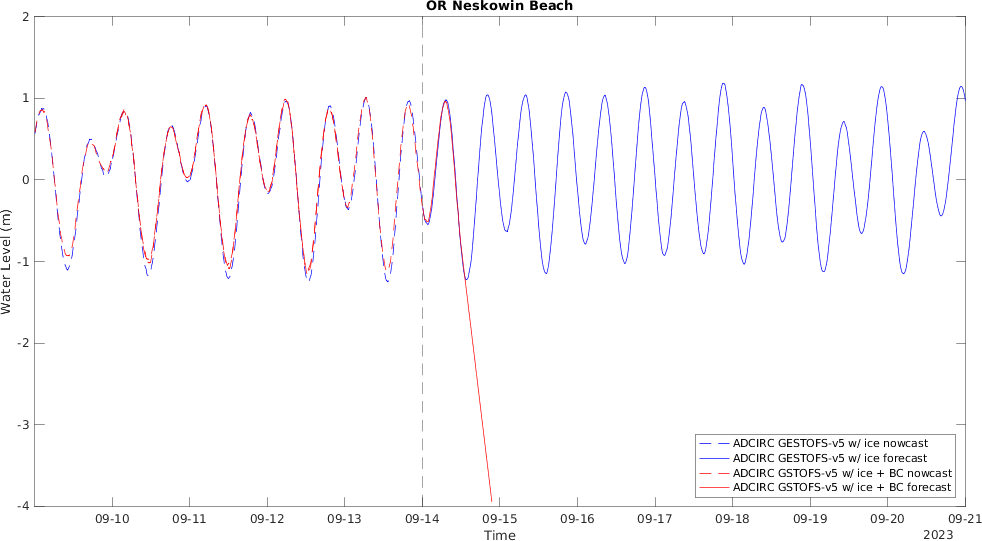 OR Neskowin Beach
Water Level (m)
2
1
0
-1
-2
-3
-4
ADCIRC GESTOFS-v5 w/ ice nowcast
ADCIRC GESTOFS-v5 w/ ice forecast
ADCIRC GSTOFS-v5 w/ ice + BC nowcast
ADCIRC GSTOFS-v5 w/ ice + BC forecast
09-10 09-11 09-12 09-13 09-14 09-15 09-16 09-17 09-18 09-19 09-20 09-21
Time
2023